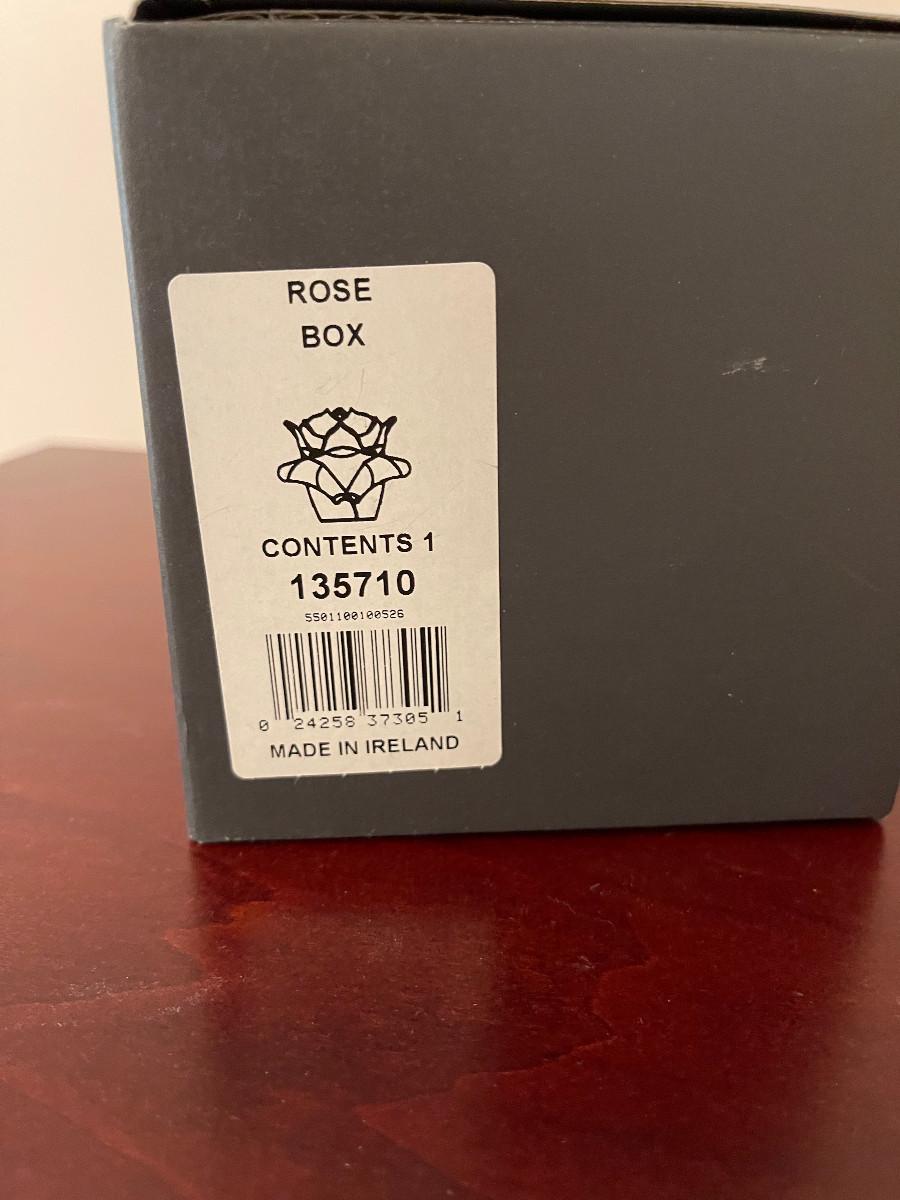 ROSE
BOX
CONTENTS 1
135710
5501100100526
0 24258 37305 1
MADE IN IRELAND